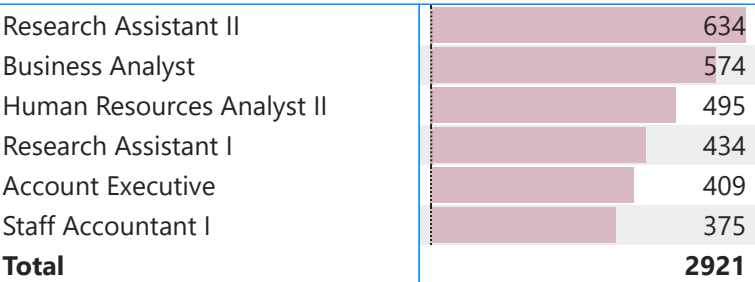 Research Assistant II 634
Business Analyst 574
Human Resources Analyst II 495
Research Assistant I 434
Account Executive 409
Staff Accountant I 375
Total 2921